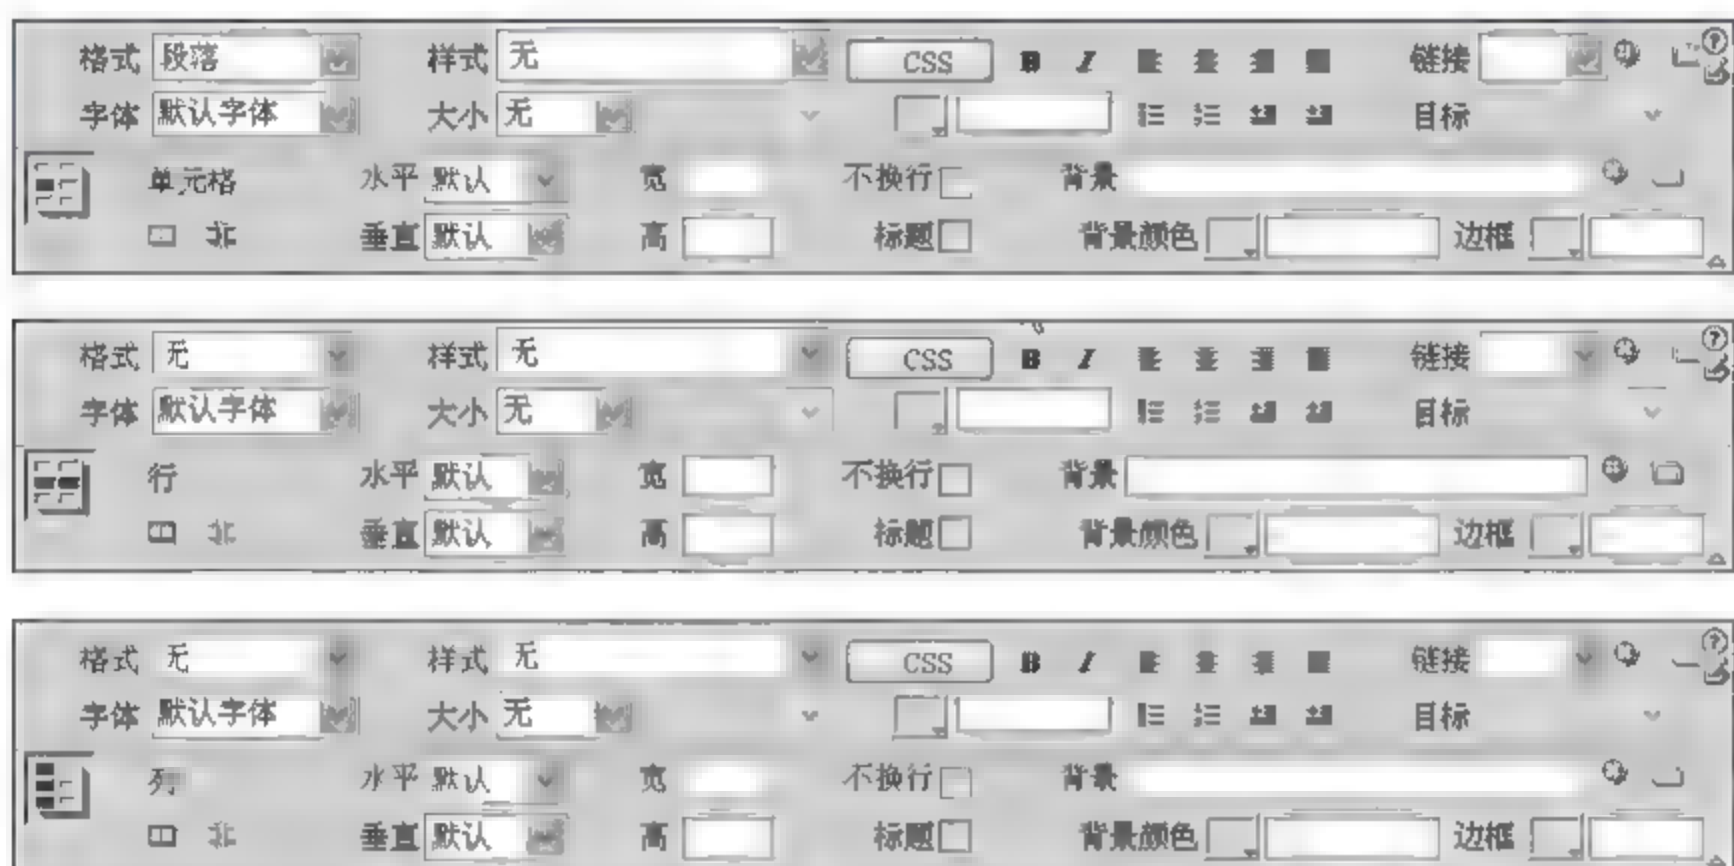 格式 段落 样式 无 CSS B I 链接
字体 默认字体 大小 无 目标
单元格 水平 默认 宽 不换行 背景
垂直 默认 高 标题 背景颜色 边框
格式 无 样式 无 CSS B I 链接
字体 默认字体 大小 无 目标
行 水平 默认 宽 不换行 背景
垂直 默认 高 标题 背景颜色 边框
格式 无 样式 无 CSS B I 链接
字体 默认字体 大小 无 目标
列 水平 默认 宽 不换行 背景
垂直 默认 高 标题 背景颜色 边框